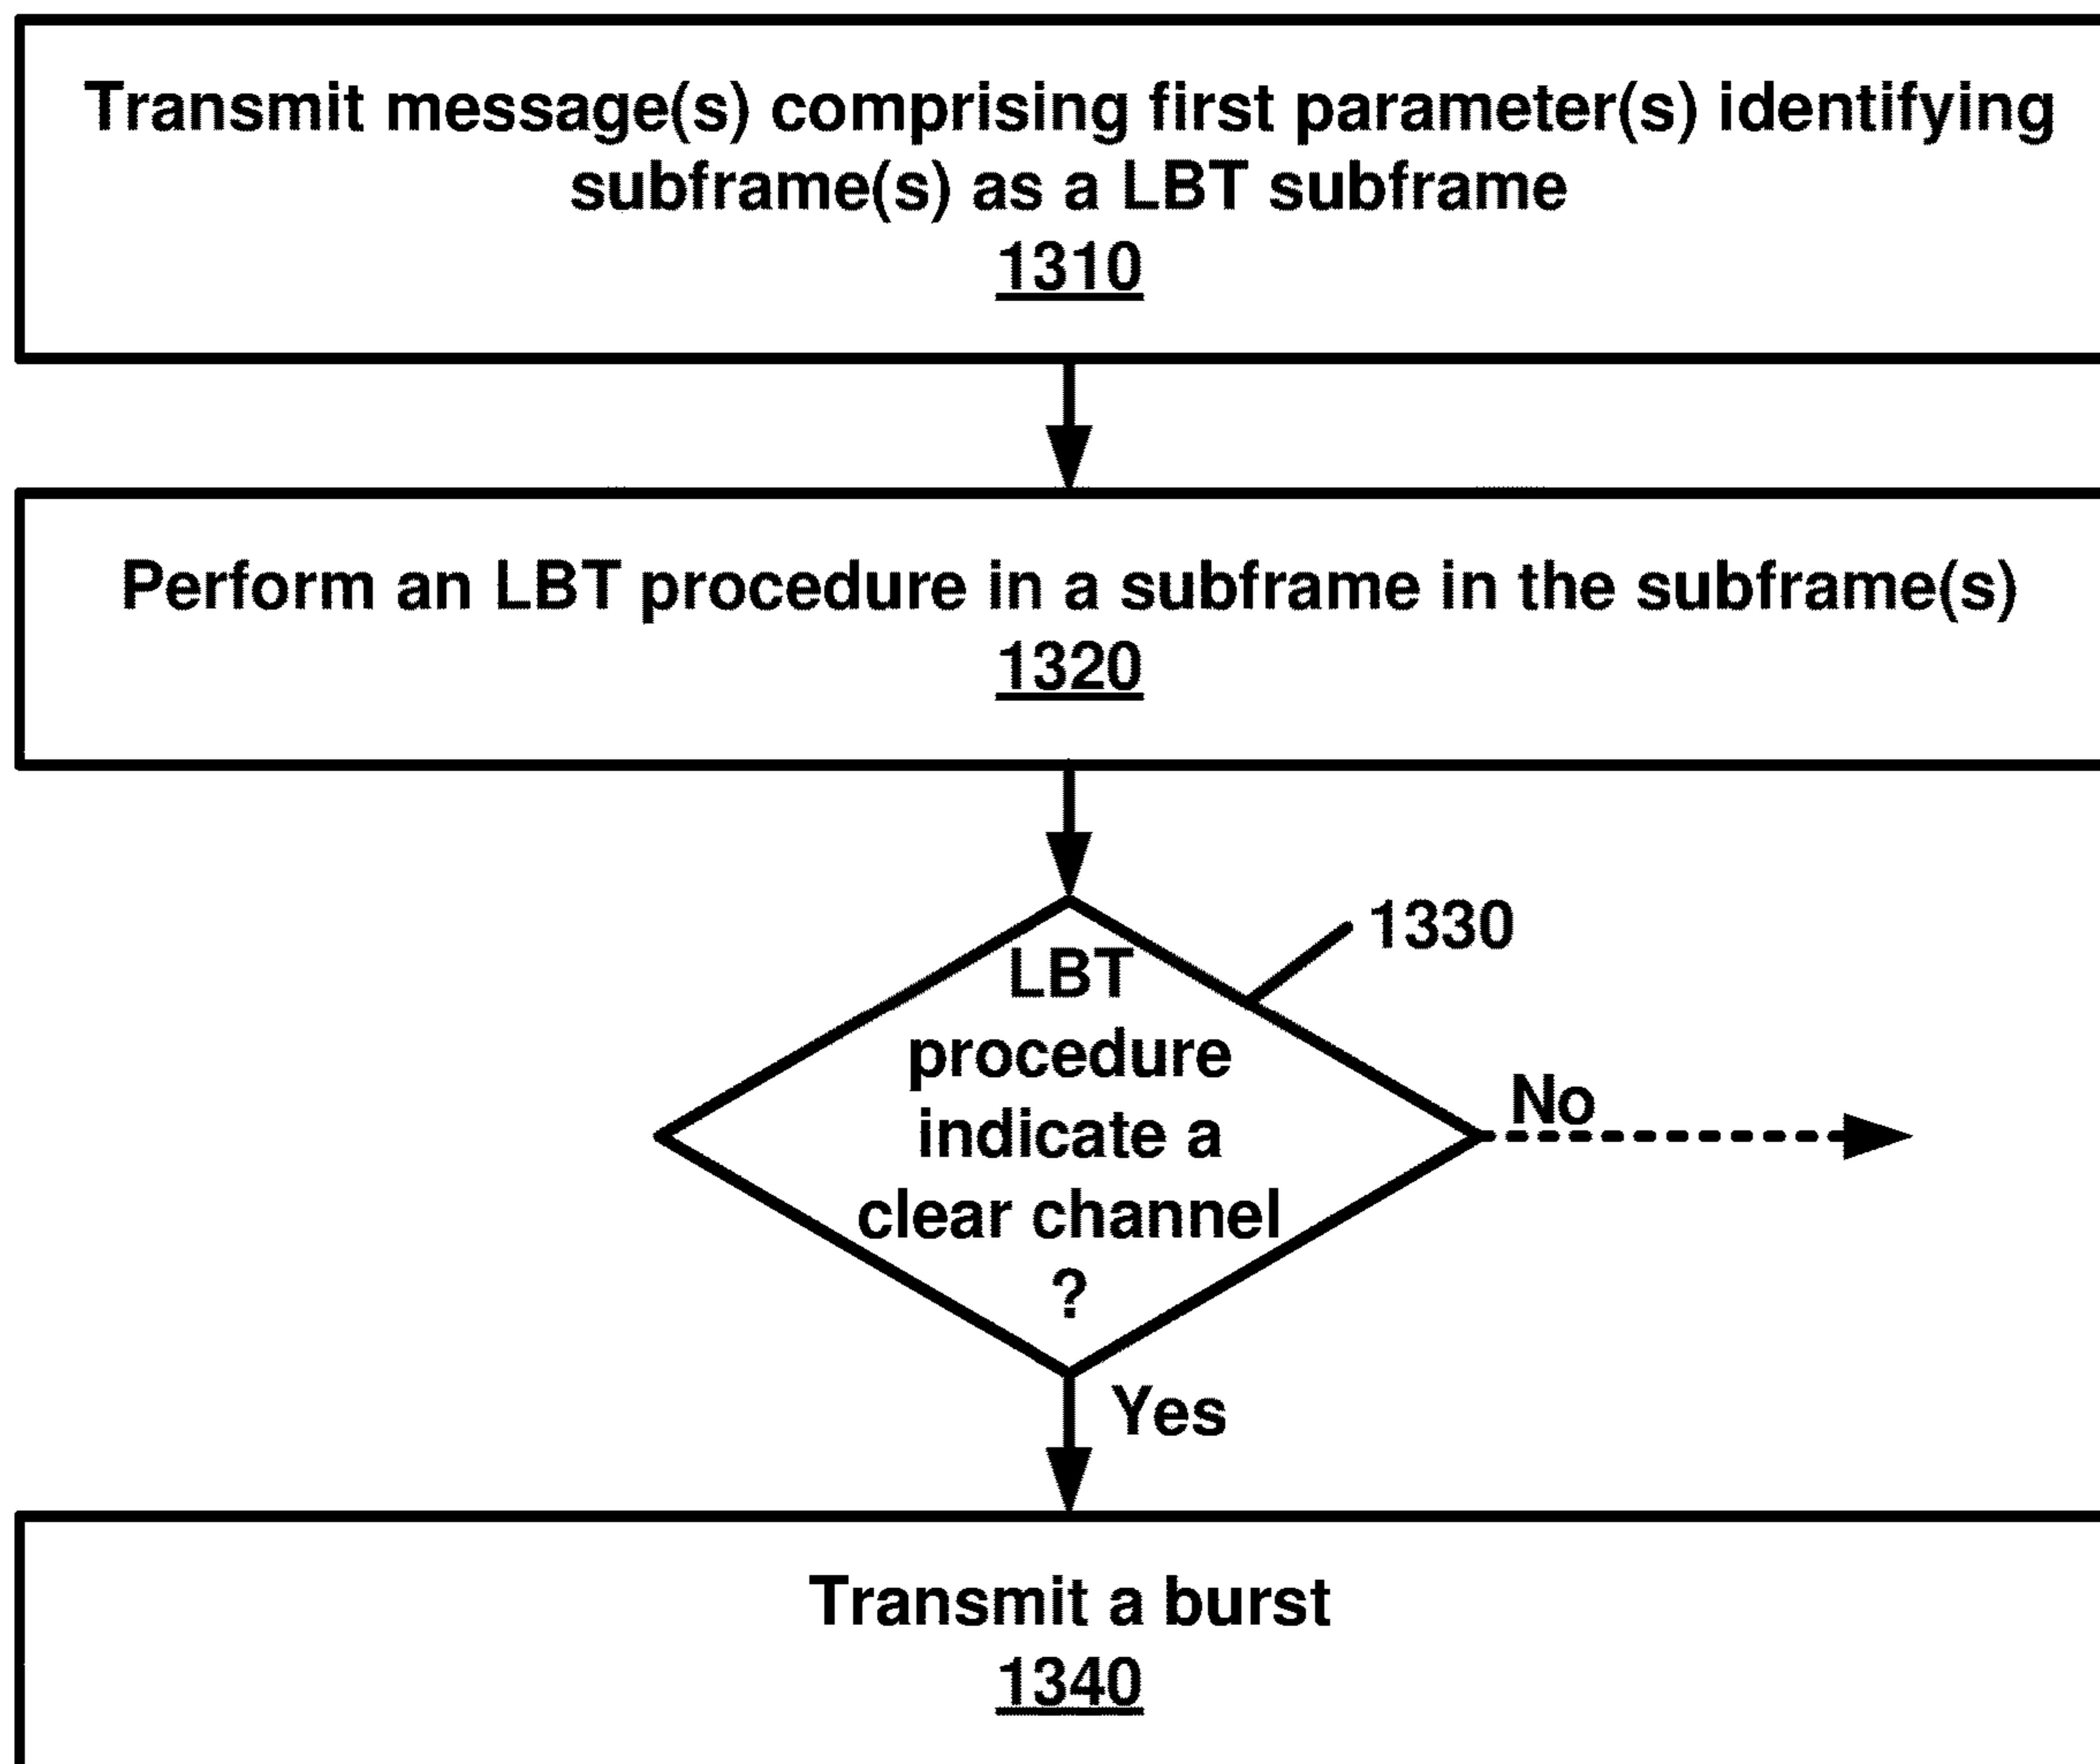 Transmit message(s) comprising first parameter(s) identifying
subframe(s) as a LBT subframe
1310
Perform an LBT procedure in a subframe in the subframe(s)
1320
1330
LBT
procedure
indicate a
clear channel
?
No
Yes
Transmit a burst
1340